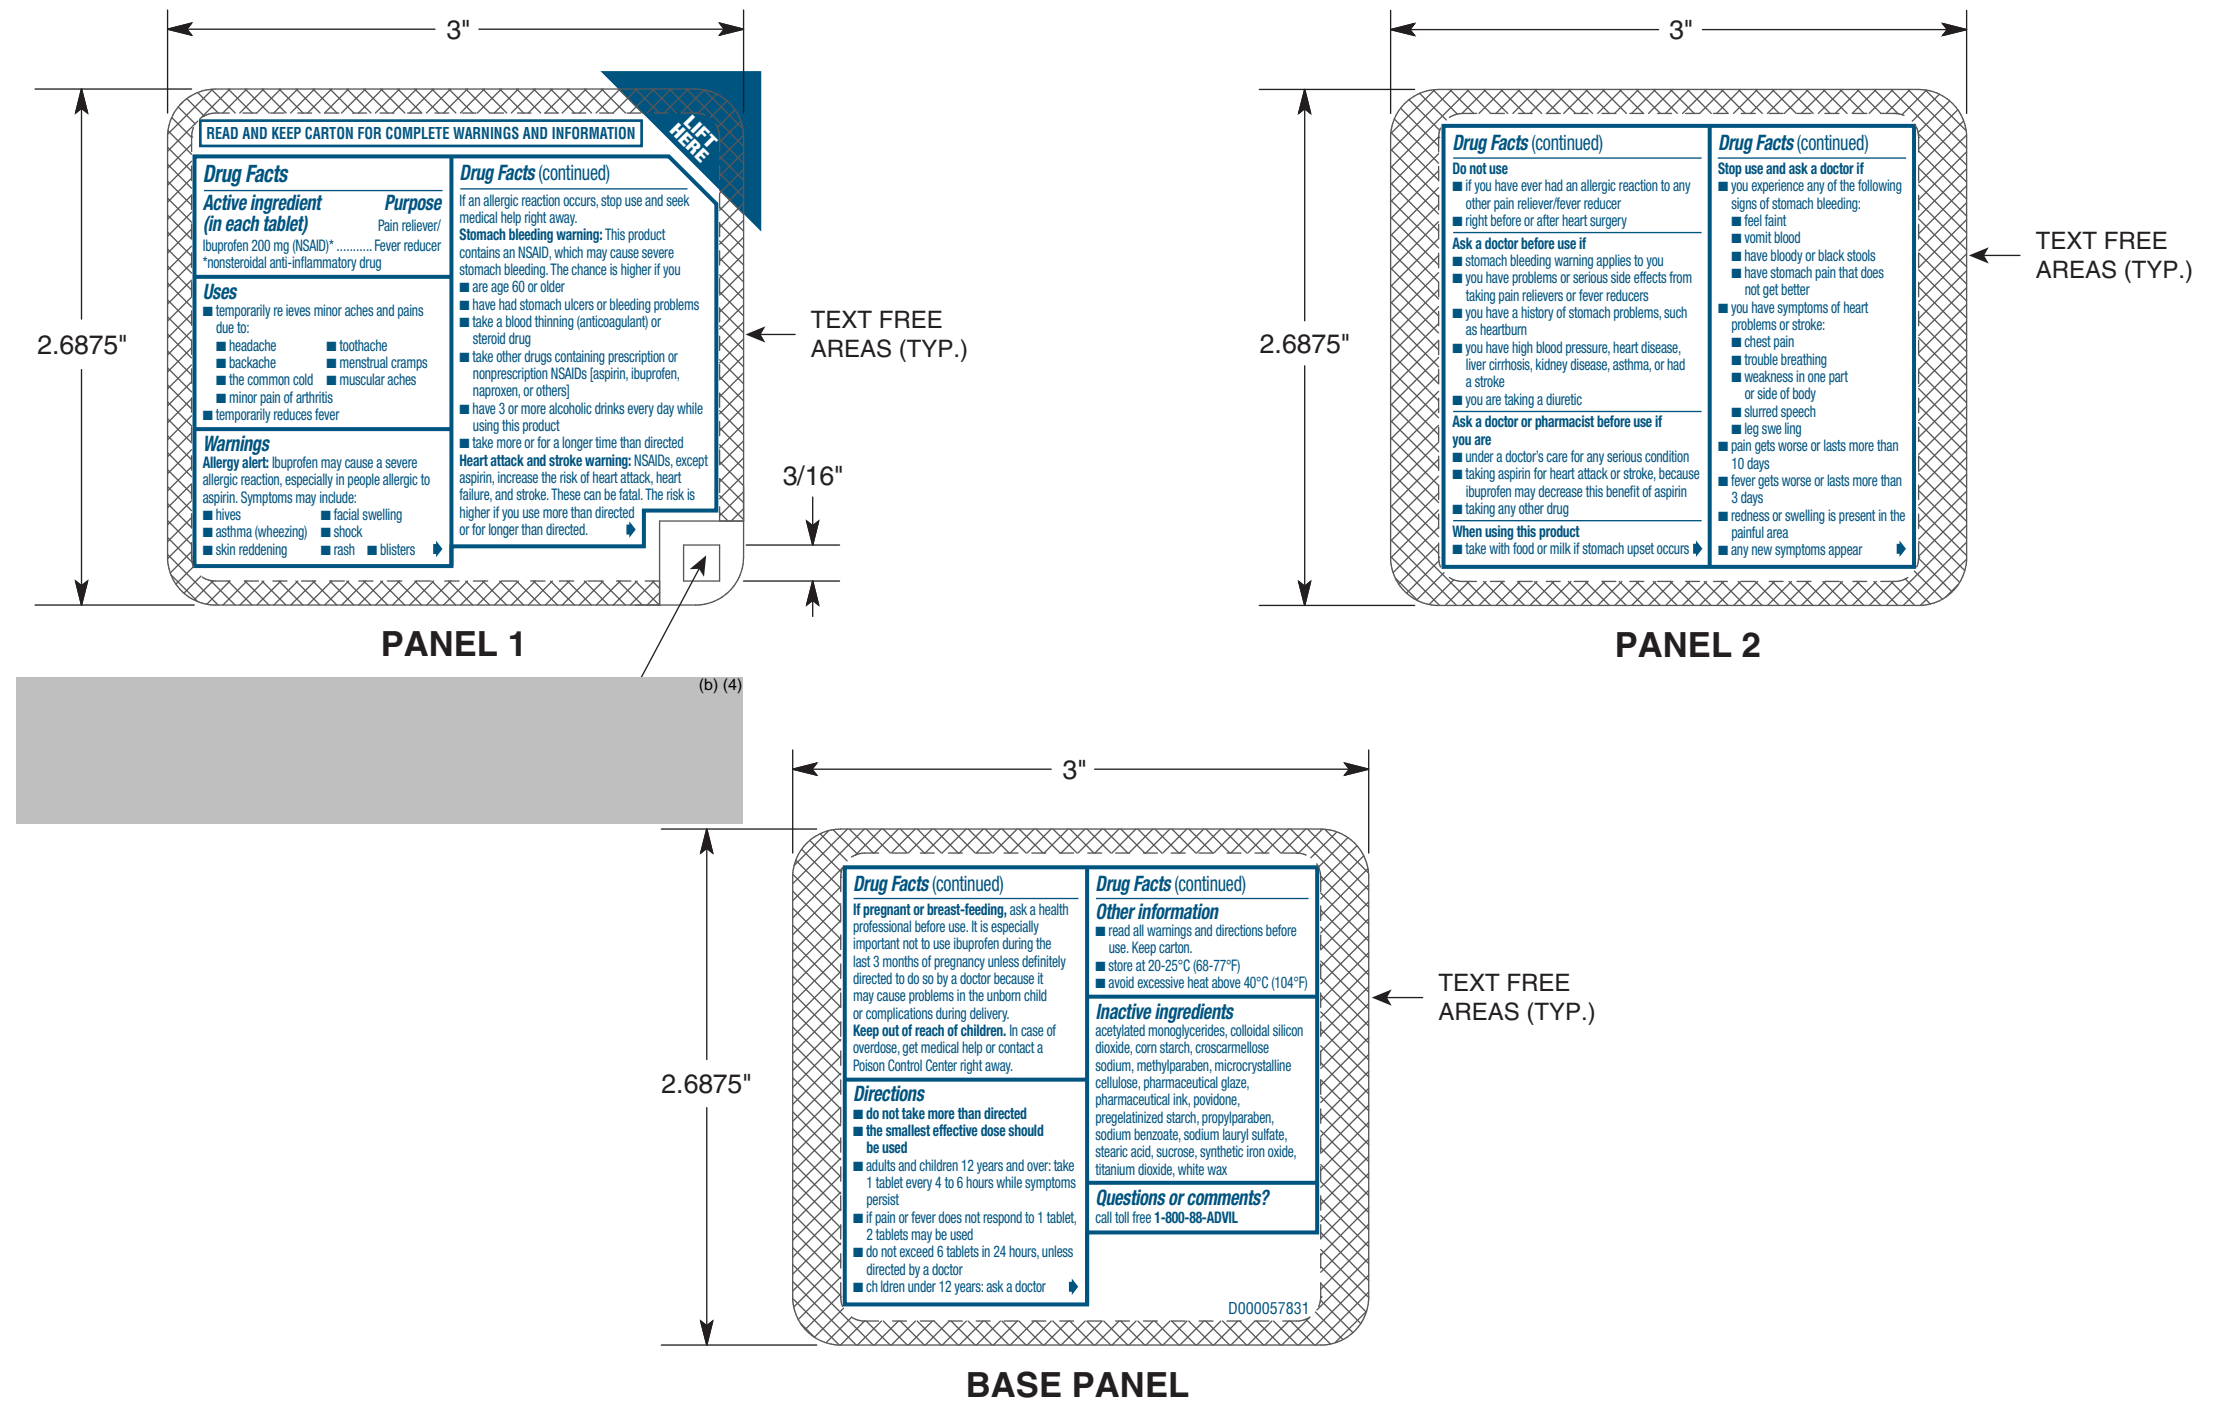 3"
2.6875"
LIFT
HERE
READ AND KEEP CARTON FOR COMPLETE WARNINGS AND INFORMATION
Drug Facts
Active ingredient Purpose
(in each tablet) Pain reliever/
Ibuprofen 200 mg (NSAID)* ........... Fever reducer
*nonsteroidal anti-inflammatory drug
Uses
■ temporarily re ieves minor aches and pains
due to:
■ headache ■ toothache
■ backache ■ menstrual cramps
■ the common cold ■ muscular aches
■ minor pain of arthritis
■ temporarily reduces fever
Warnings
Allergy alert: Ibuprofen may cause a severe
allergic reaction, especially in people allergic to
aspirin. Symptoms may include:
■ hives ■ facial swelling
■ asthma (wheezing) ■ shock
■ skin reddening ■ rash ■ blisters
Drug Facts (continued)
If an allergic reaction occurs, stop use and seek
medical help right away.
Stomach bleeding warning: This product
contains an NSAID, which may cause severe
stomach bleeding. The chance is higher if you
■ are age 60 or older
■ have had stomach ulcers or bleeding problems
■ take a blood thinning (anticoagulant) or
steroid drug
■ take other drugs containing prescription or
nonprescription NSAIDs [aspirin, ibuprofen,
naproxen, or others]
■ have 3 or more alcoholic drinks every day while
using this product
■ take more or for a longer time than directed
Heart attack and stroke warning: NSAIDs, except
aspirin, increase the risk of heart attack, heart
failure, and stroke. These can be fatal. The risk is
higher if you use more than directed
or for longer than directed.
TEXT FREE
AREAS (TYP.)
3/16"
PANEL 1
(b) (4)
3"
2.6875"
Drug Facts (continued)
Do not use
■ if you have ever had an allergic reaction to any
other pain reliever/fever reducer
■ right before or after heart surgery
Ask a doctor before use if
■ stomach bleeding warning applies to you
■ you have problems or serious side effects from
taking pain relievers or fever reducers
■ you have a history of stomach problems, such
as heartburn
■ you have high blood pressure, heart disease,
liver cirrhosis, kidney disease, asthma, or had
a stroke
■ you are taking a diuretic
Ask a doctor or pharmacist before use if
you are
■ under a doctor's care for any serious condition
■ taking aspirin for heart attack or stroke, because
ibuprofen may decrease this benefit of aspirin
■ taking any other drug
When using this product
■ take with food or milk if stomach upset occurs
Drug Facts (continued)
Stop use and ask a doctor if
■ you experience any of the following
signs of stomach bleeding:
■ feel faint
■ vomit blood
■ have bloody or black stools
■ have stomach pain that does
not get better
■ you have symptoms of heart
problems or stroke:
■ chest pain
■ trouble breathing
■ weakness in one part
or side of body
■ slurred speech
■ leg swe ling
■ pain gets worse or lasts more than
10 days
■ fever gets worse or lasts more than
3 days
■ redness or swelling is present in the
painful area
■ any new symptoms appear
TEXT FREE
AREAS (TYP.)
PANEL 2
3"
2.6875"
Drug Facts (continued)
If pregnant or breast-feeding, ask a health
professional before use. It is especially
important not to use ibuprofen during the
last 3 months of pregnancy unless definitely
directed to do so by a doctor because it
may cause problems in the unborn child
or complications during delivery.
Keep out of reach of children. In case of
overdose, get medical help or contact a
Poison Control Center right away.
Directions
■ do not take more than directed
■ the smallest effective dose should
be used
■ adults and children 12 years and over: take
1 tablet every 4 to 6 hours while symptoms
persist
■ if pain or fever does not respond to 1 tablet,
2 tablets may be used
■ do not exceed 6 tablets in 24 hours, unless
directed by a doctor
■ ch ldren under 12 years: ask a doctor
Drug Facts (continued)
Other information
■ read all warnings and directions before
use. Keep carton.
■ store at 20-25°C (68-77°F)
■ avoid excessive heat above 40°C (104°F)
Inactive ingredients
acetylated monoglycerides, colloidal silicon
dioxide, corn starch, croscarmellose
sodium, methylparaben, microcrystalline
cellulose, pharmaceutical glaze,
pharmaceutical ink, povidone,
pregelatinized starch, propylparaben,
sodium benzoate, sodium lauryl sulfate,
stearic acid, sucrose, synthetic iron oxide,
titanium dioxide, white wax
Questions or comments?
call toll free 1-800-88-ADVIL
D000057831
TEXT FREE
AREAS (TYP.)
BASE PANEL